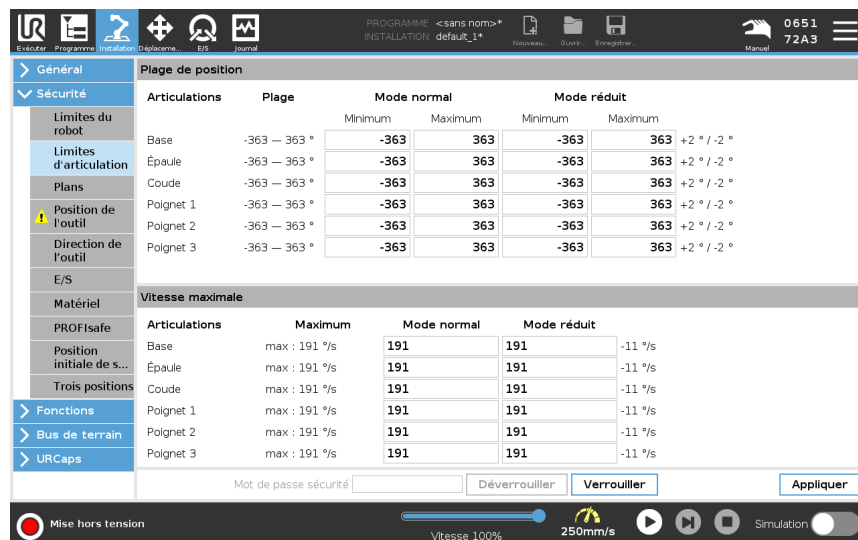 PROGRAMME <sans nom>*
INSTALLATION default_1*
Exécuter Programme Installation Déplaceme... E/S Journal Nouveau... Ouvrir... Enregistrer... Manuel
0651
72A3
Général
Sécurité
Limites du
robot
Limites
d'articulation
Plans
Position de
l'outil
Direction de
l'outil
E/S
Matériel
PROFIsafe
Position
initiale de s...
Trois positions
Fonctions
Bus de terrain
URCaps
Plage de position
Articulations Plage Mode normal Mode réduit
Minimum Maximum Minimum Maximum
Base -363 — 363 ° -363 363 -363 363 +2 ° / -2 °
Épaule -363 — 363 ° -363 363 -363 363 +2 ° / -2 °
Coude -363 — 363 ° -363 363 -363 363 +2 ° / -2 °
Poignet 1 -363 — 363 ° -363 363 -363 363 +2 ° / -2 °
Poignet 2 -363 — 363 ° -363 363 -363 363 +2 ° / -2 °
Poignet 3 -363 — 363 ° -363 363 -363 363 +2 ° / -2 °
Vitesse maximale
Articulations Maximum Mode normal Mode réduit
Base max : 191 °/s 191 191 -11 °/s
Épaule max : 191 °/s 191 191 -11 °/s
Coude max : 191 °/s 191 191 -11 °/s
Poignet 1 max : 191 °/s 191 191 -11 °/s
Poignet 2 max : 191 °/s 191 191 -11 °/s
Poignet 3 max : 191 °/s 191 191 -11 °/s
Mot de passe sécurité Déverrouiller Verrouiller Appliquer
Mise hors tension
Vitesse 100%
250mm/s
Simulation